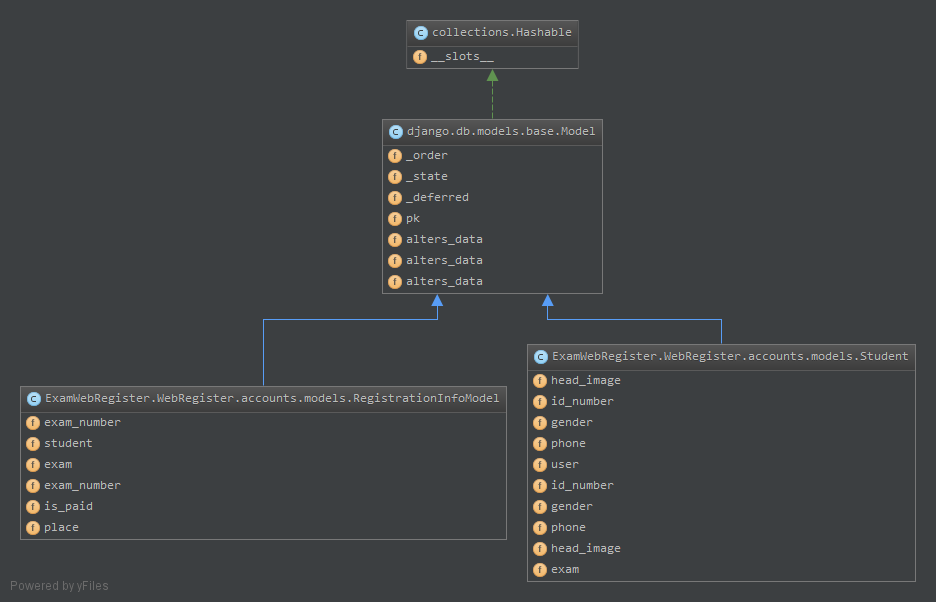 collections.Hashable
__slots__
django.db.models.base.Model
_order
_state
_deferred
pk
alters_data
alters_data
alters_data
ExamWebRegister.WebRegister.accounts.models.RegistrationInfoModel
exam_number
student
exam
exam_number
is_paid
place
ExamWebRegister.WebRegister.accounts.models.Student
head_image
id_number
gender
phone
user
id_number
gender
phone
head_image
exam
Powered by yFiles